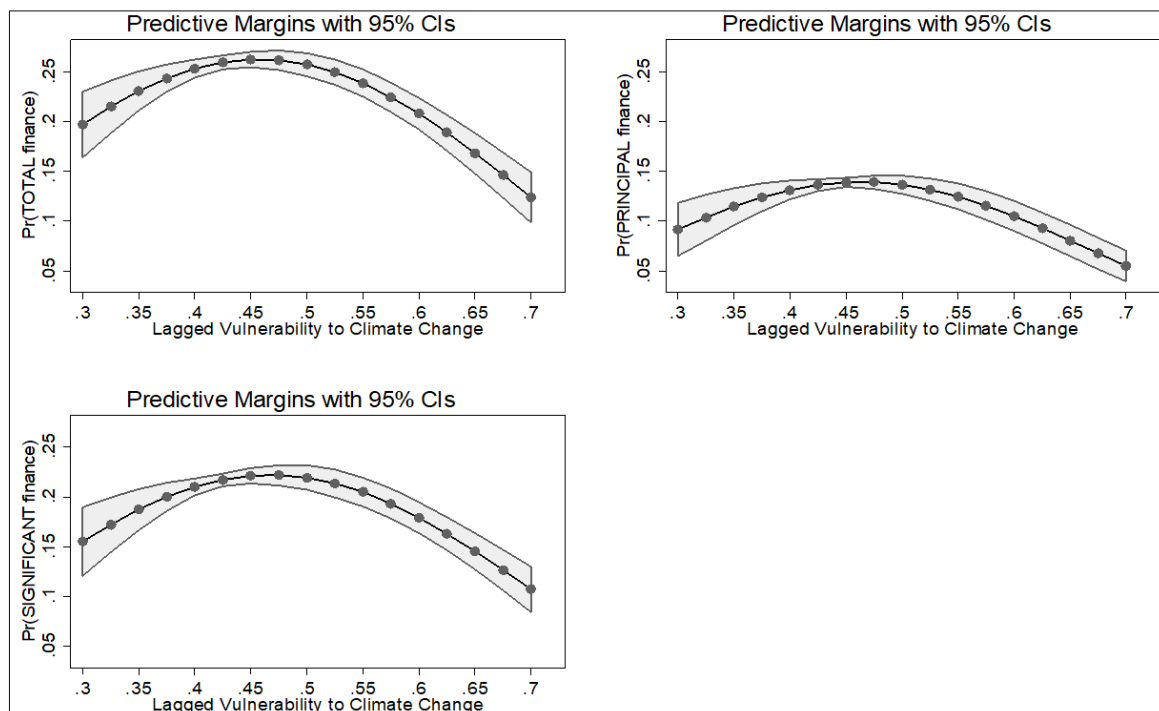 Predictive Margins with 95% CIs
Pr(TOTAL finance)
.25
.2
.15
.1
.05
.3 .35 .4 .45 .5 .55 .6 .65 .7
Lagged Vulnerability to Climate Change
Predictive Margins with 95% CIs
Pr(PRINCIPAL finance)
.25
.2
.15
.1
.05
.3 .35 .4 .45 .5 .55 .6 .65 .7
Lagged Vulnerability to Climate Change
Predictive Margins with 95% CIs
Pr(SIGNIFICANT finance)
.25
.2
.15
.1
.05
.3 .35 .4 .45 .5 .55 .6 .65 .7
Lagged Vulnerability to Climate Change